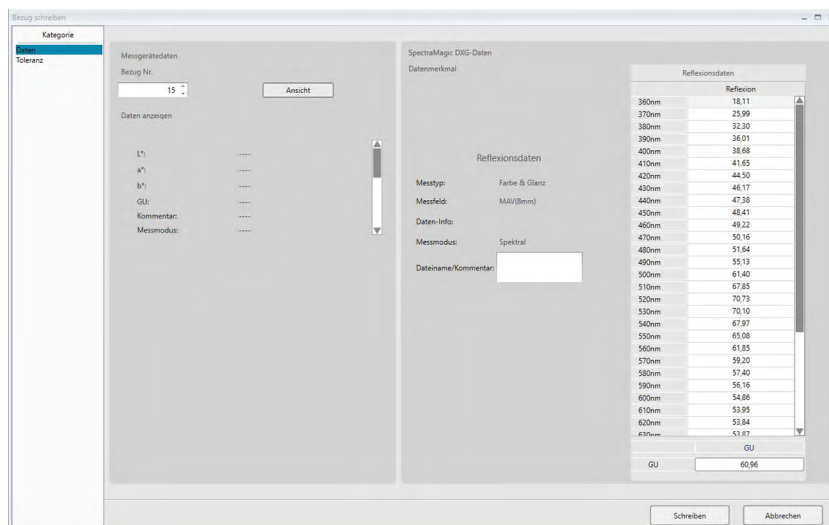 Bezug schreiben
Kategorie
Daten
Toleranz
Messgerätedaten
Bezug Nr.
15
Ansicht
Daten anzeigen
L*: ----
a*: ----
b*: ----
GU: ----
Kommentar: ----
Messmodus: ----
SpectraMagic DXG-Daten
Datenmerkmal
Reflexionsdaten
Messtyp: Farbe & Glanz
Messfeld: MAV(8mm)
Daten-Info:
Messmodus: Spektral
Dateiname/Kommentar:
Reflexionsdaten
Reflexion
360nm 18,11
370nm 25,99
380nm 32,30
390nm 36,01
400nm 38,68
410nm 41,65
420nm 44,50
430nm 46,17
440nm 47,38
450nm 48,41
460nm 49,22
470nm 50,16
480nm 51,64
490nm 55,13
500nm 61,40
510nm 67,85
520nm 70,73
530nm 70,10
540nm 67,97
550nm 65,08
560nm 61,85
570nm 59,20
580nm 57,40
590nm 56,16
600nm 54,86
610nm 53,95
620nm 53,84
630nm 53,87
GU
GU 60,96
Schreiben
Abbrechen